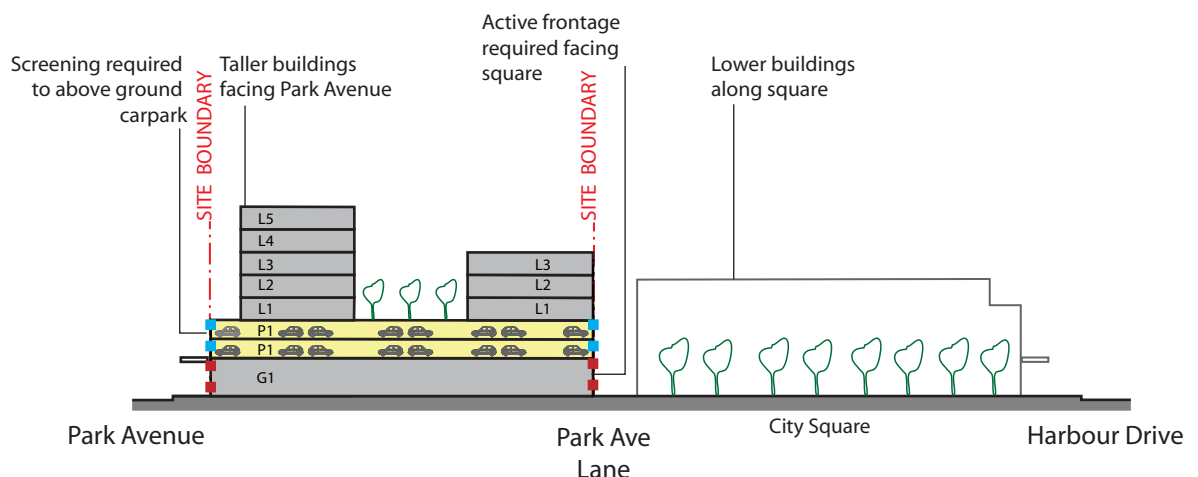 Screening required
to above ground
carpark
SITE BOUNDARY
Taller buildings
facing Park Avenue
Active frontage
required facing
square
SITE BOUNDARY
Lower buildings
along square
L5
L4
L3
L2
L1
L3
L2
L1
P1
P1
G1
Park Avenue
Park Ave
Lane
City Square
Harbour Drive